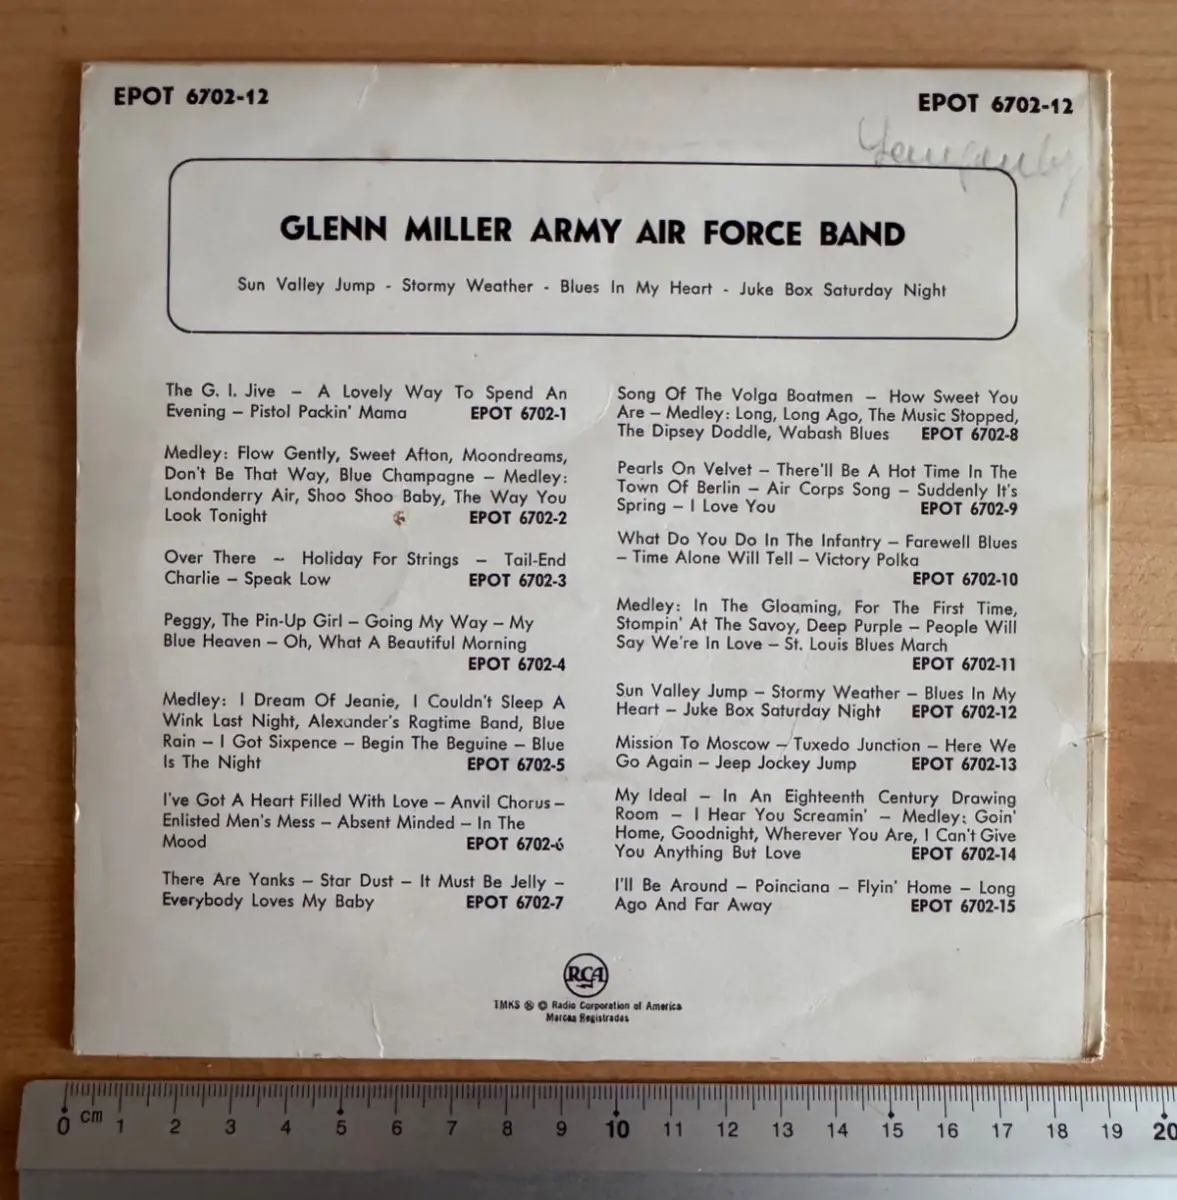 EPOT 6702-12
EPOT 6702-12
GLENN MILLER ARMY AIR FORCE BAND
Sun Valley Jump - Stormy Weather - Blues In My Heart - Juke Box Saturday Night
The G. I. Jive – A Lovely Way To Spend An
Evening – Pistol Packin' Mama EPOT 6702-1
Medley: Flow Gently, Sweet Afton, Moondreams,
Don't Be That Way, Blue Champagne – Medley:
Londonderry Air, Shoo Shoo Baby, The Way You
Look Tonight EPOT 6702-2
Over There – Holiday For Strings – Tail-End
Charlie – Speak Low EPOT 6702-3
Peggy, The Pin-Up Girl – Going My Way – My
Blue Heaven – Oh, What A Beautiful Morning
EPOT 6702-4
Medley: I Dream Of Jeanie, I Couldn't Sleep A
Wink Last Night, Alexander's Ragtime Band, Blue
Rain – I Got Sixpence – Begin The Beguine – Blue
Is The Night EPOT 6702-5
I've Got A Heart Filled With Love – Anvil Chorus –
Enlisted Men's Mess – Absent Minded – In The
Mood EPOT 6702-6
There Are Yanks – Star Dust – It Must Be Jelly –
Everybody Loves My Baby EPOT 6702-7
Song Of The Volga Boatmen – How Sweet You
Are – Medley: Long, Long Ago, The Music Stopped,
The Dipsey Doddle, Wabash Blues EPOT 6702-8
Pearls On Velvet – There'll Be A Hot Time In The
Town Of Berlin – Air Corps Song – Suddenly It's
Spring – I Love You EPOT 6702-9
What Do You Do In The Infantry – Farewell Blues
– Time Alone Will Tell – Victory Polka
EPOT 6702-10
Medley: In The Gloaming, For The First Time,
Stompin' At The Savoy, Deep Purple – People Will
Say We're In Love – St. Louis Blues March
EPOT 6702-11
Sun Valley Jump – Stormy Weather – Blues In My
Heart – Juke Box Saturday Night EPOT 6702-12
Mission To Moscow – Tuxedo Junction – Here We
Go Again – Jeep Jockey Jump EPOT 6702-13
My Ideal – In An Eighteenth Century Drawing
Room – I Hear You Screamin' – Medley: Goin'
Home, Goodnight, Wherever You Are, I Can't Give
You Anything But Love EPOT 6702-14
I'll Be Around – Poinciana – Flyin' Home – Long
Ago And Far Away EPOT 6702-15
RCA
TMKS ® © Radio Corporation of America
Marcas Registradas
0 cm 1 2 3 4 5 6 7 8 9 10 11 12 13 14 15 16 17 18 19 20